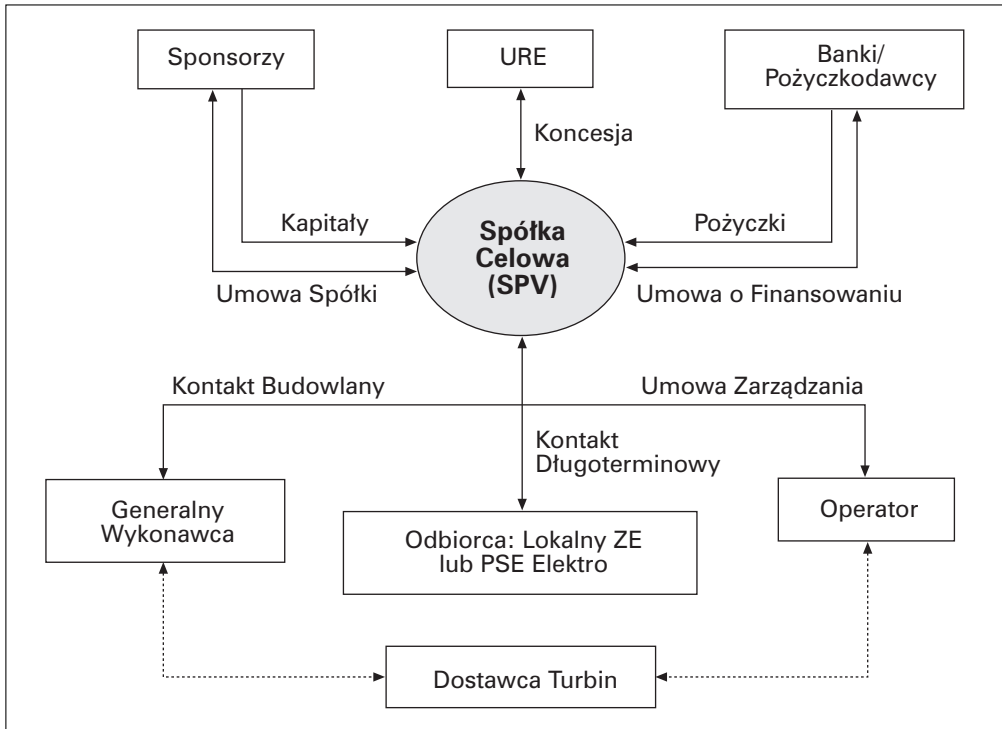 Sponsorzy
URE
Banki/
Pożyczkodawcy
Koncesja
Kapitały
Spółka
Celowa
(SPV)
Pożyczki
Umowa Spółki
Umowa o Finansowaniu
Kontakt Budowlany
Umowa Zarządzania
Kontakt
Długoterminowy
Generalny
Wykonawca
Odbiorca: Lokalny ZE
lub PSE Elektro
Operator
Dostawca Turbin